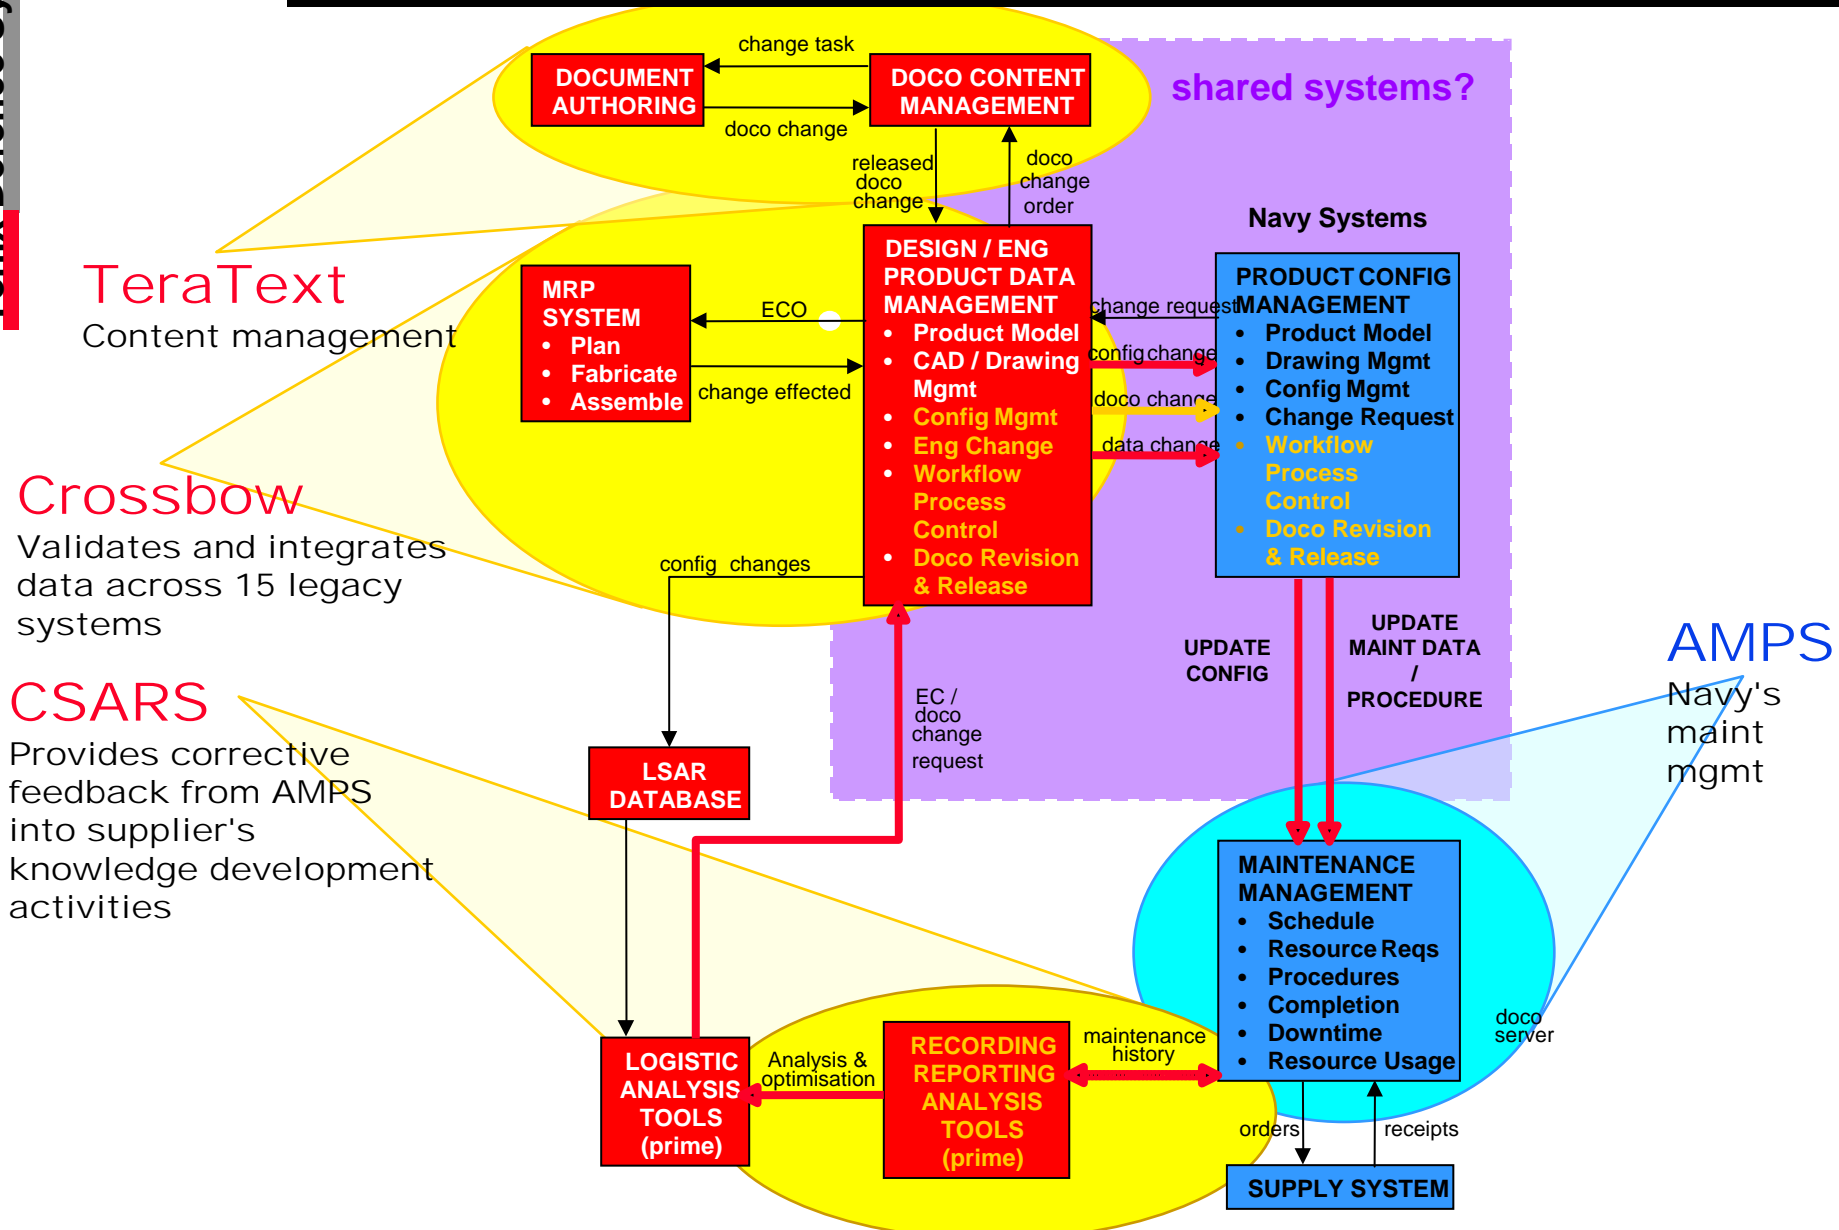 change task
DOCUMENT
AUTHORING
DOCO CONTENT
MANAGEMENT
shared systems?
doco change
released
doco
change
doco
change
order
Navy Systems
TeraText
Content management
MRP
SYSTEM
• Plan
• Fabricate
• Assemble
ECO
change effected
DESIGN / ENG
PRODUCT DATA
MANAGEMENT
• Product Model
• CAD / Drawing
Mgmt
• Config Mgmt
• Eng Change
• Workflow
Process
Control
• Doco Revision
& Release
change request
config change
doco change
data change
PRODUCT CONFIG
MANAGEMENT
• Product Model
• Drawing Mgmt
• Config Mgmt
• Change Request
• Workflow
Process
Control
• Doco Revision
& Release
Crossbow
Validates and integrates
data across 15 legacy
systems
config changes
UPDATE
CONFIG
UPDATE
MAINT DATA
/
PROCEDURE
AMPS
Navy's
maint
mgmt
CSARS
Provides corrective
feedback from AMPS
into supplier's
knowledge development
activities
EC /
doco
change
request
LSAR
DATABASE
MAINTENANCE
MANAGEMENT
• Schedule
• Resource Reqs
• Procedures
• Completion
• Downtime
• Resource Usage
doco
server
LOGISTIC
ANALYSIS
TOOLS
(prime)
Analysis &
optimisation
RECORDING
REPORTING
ANALYSIS
TOOLS
(prime)
maintenance
history
orders
receipts
SUPPLY SYSTEM